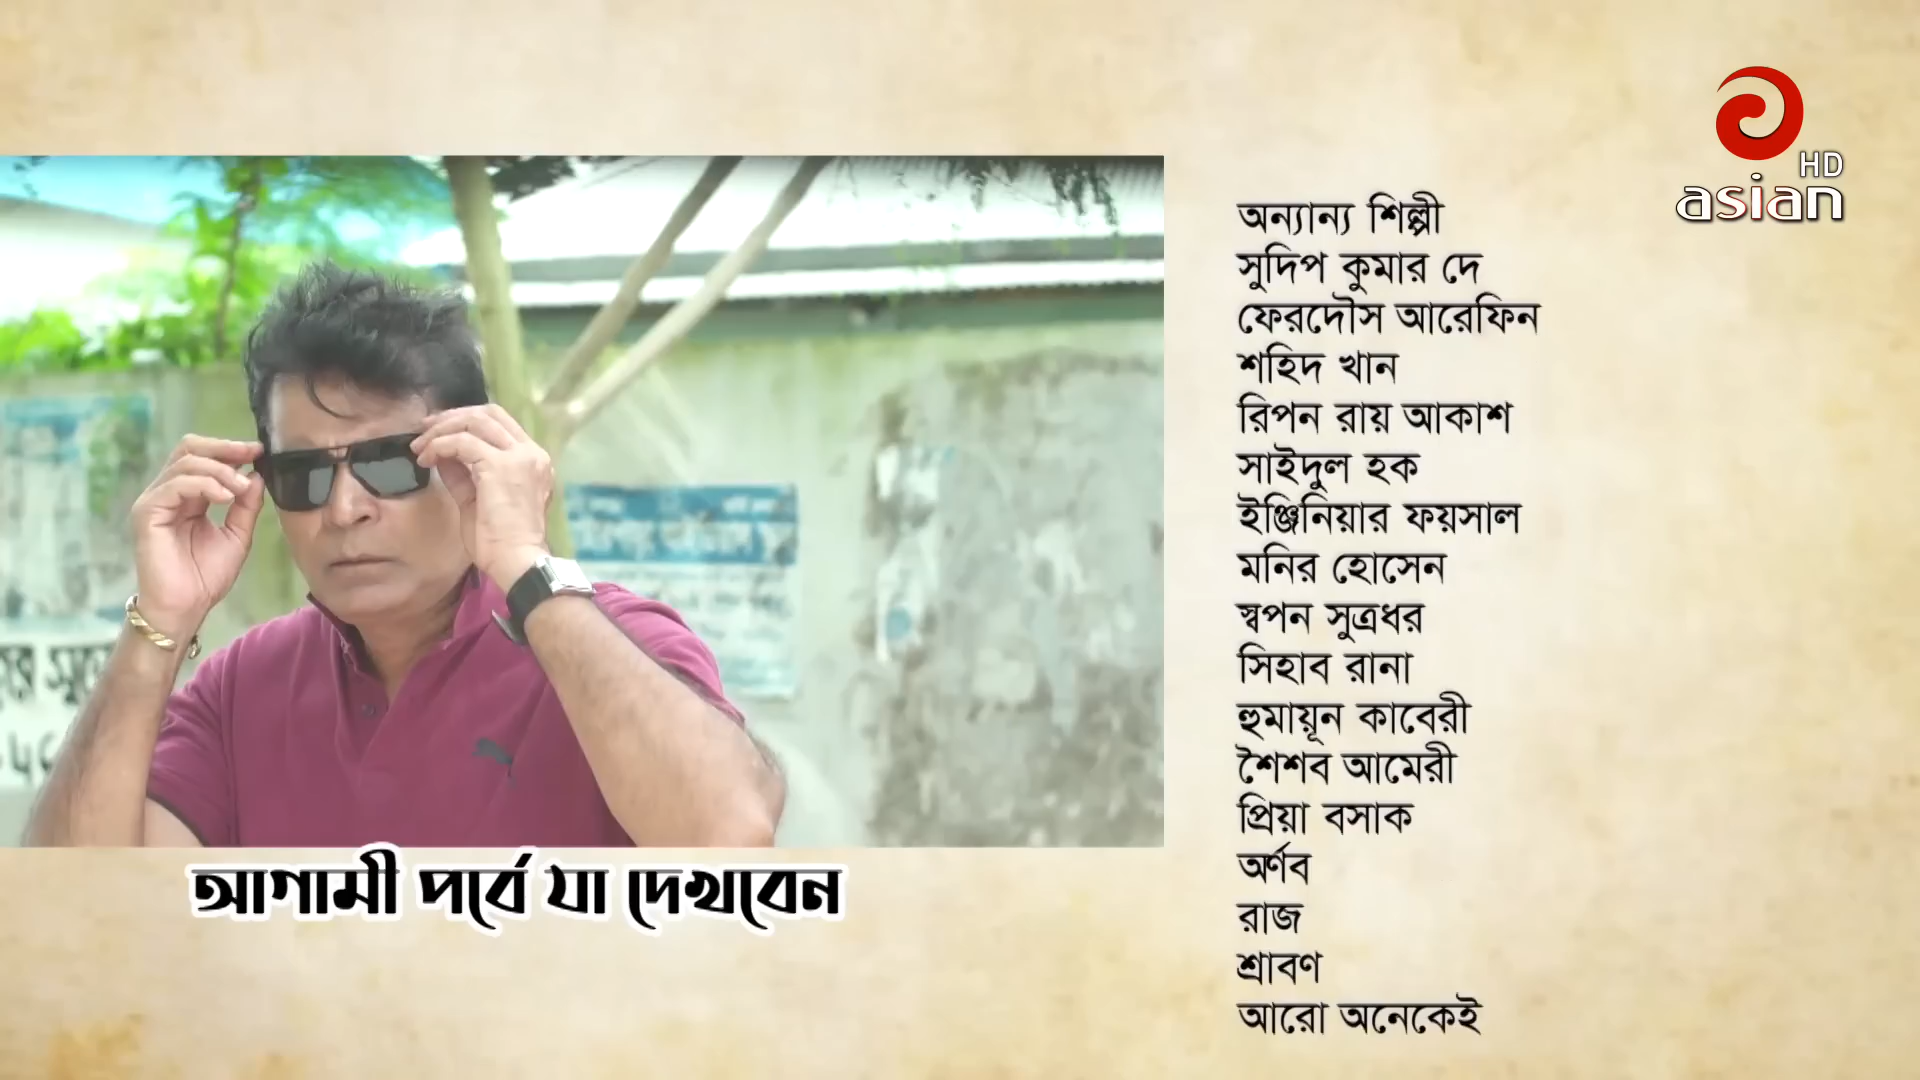 HD
asian
অন্যান্য শিল্পী
সুদিপ কুমার দে
ফেরদৌস আরেফিন
শহিদ খান
রিপন রায় আকাশ
সাইদুল হক
ইঞ্জিনিয়ার ফয়সাল
মনির হোসেন
স্বপন সুত্রধর
সিহাব রানা
হুমায়ূন কাবেরী
শৈশব আমেরী
প্রিয়া বসাক
অর্ণব
রাজ
শ্রাবণ
আরো অনেকেই
আগামী পর্বে যা দেখবেন